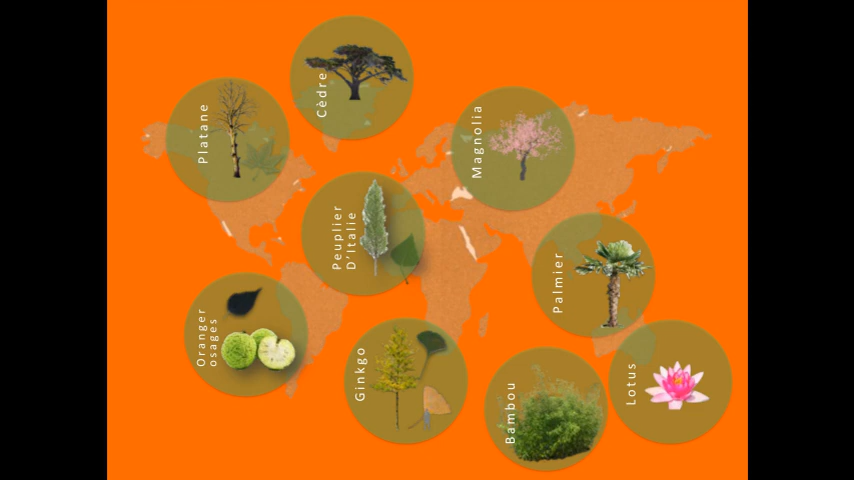 Cèdre
Platane
Magnolia
Peuplier
D'Italie
Palmier
Oranger
osages
Ginkgo
Bambou
Lotus